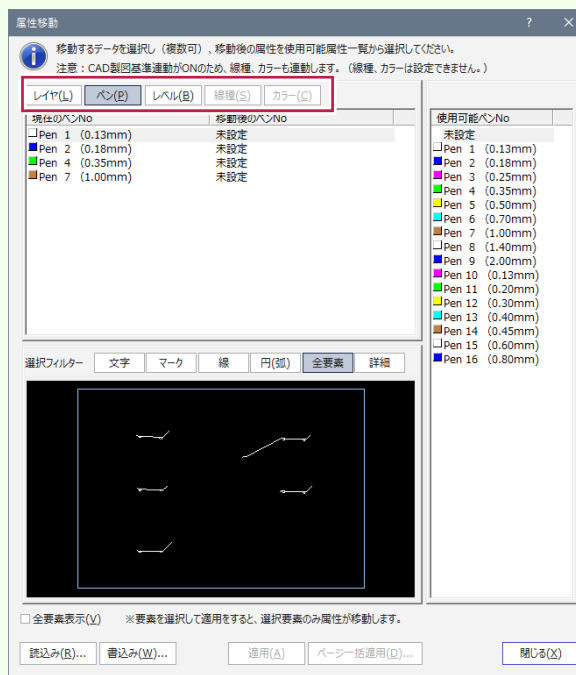 属性移動 ? ×
移動するデータを選択し（複数可）、移動後の属性を使用可能属性一覧から選択してください。
注意：CAD製図基準連動がONのため、線種、カラーも連動します。（線種、カラーは設定できません。）
レイヤ(L) ペン(P) レベル(B) 線種(S) カラー(C)
現在のペンNo 移動後のペンNo
Pen 1 (0.13mm) 未設定
Pen 2 (0.18mm) 未設定
Pen 4 (0.35mm) 未設定
Pen 7 (1.00mm) 未設定
使用可能ペンNo
未設定
Pen 1 (0.13mm)
Pen 2 (0.18mm)
Pen 3 (0.25mm)
Pen 4 (0.35mm)
Pen 5 (0.50mm)
Pen 6 (0.70mm)
Pen 7 (1.00mm)
Pen 8 (1.40mm)
Pen 9 (2.00mm)
Pen 10 (0.13mm)
Pen 11 (0.20mm)
Pen 12 (0.30mm)
Pen 13 (0.40mm)
Pen 14 (0.45mm)
Pen 15 (0.60mm)
Pen 16 (0.80mm)
選択フィルター 文字 マーク 線 円(弧) 全要素 詳細
全要素表示(V) ※要素を選択して適用をすると、選択要素のみ属性が移動します。
読込み(R)... 書込み(W)... 適用(A) ページ一括適用(D)... 閉じる(X)